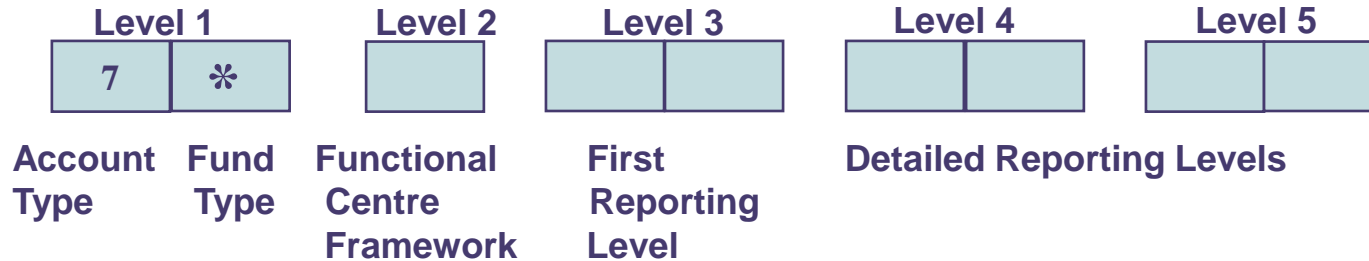 Level 1 Level 2 Level 3 Level 4 Level 5
7 *
Account Fund Functional First Detailed Reporting Levels
Type Type Centre Reporting
Framework Level